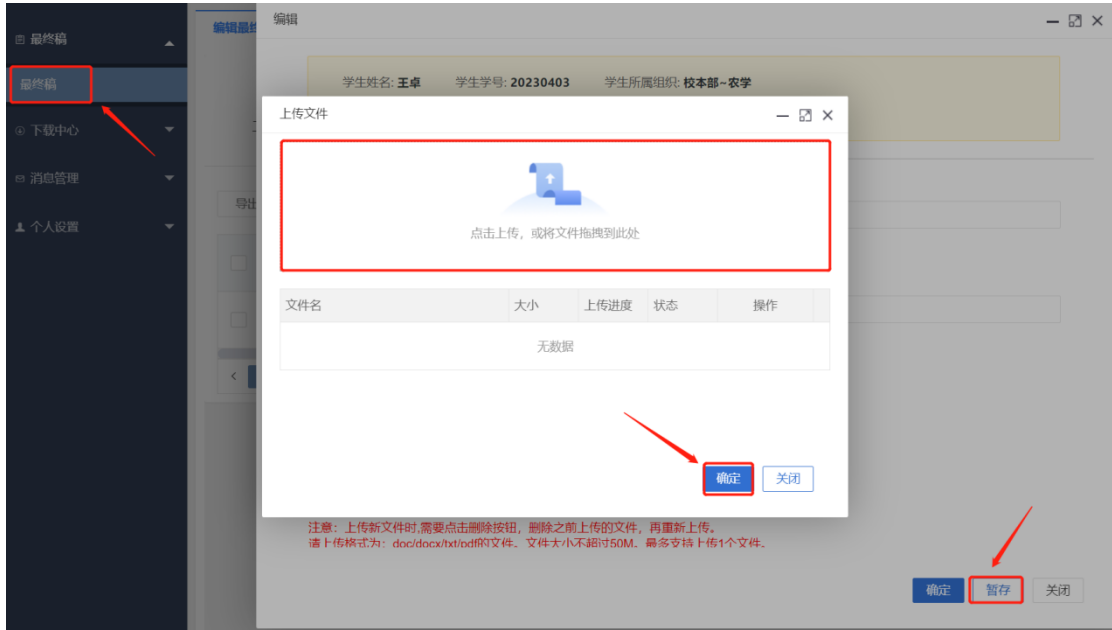 最终稿
最终稿
下载中心
消息管理
个人设置
编辑最终
导出
编辑
学生姓名: 王卓 学生学号: 20230403 学生所属组织: 校本部~农学
上传文件
点击上传，或将文件拖拽到此处
文件名 大小 上传进度 状态 操作
无数据
确定 关闭
注意：上传新文件时,需要点击删除按钮，删除之前上传的文件，再重新上传。
请上传格式为：doc/docx/txt/pdf的文件。文件大小不超过50M。最多支持上传1个文件。
确定 暂存 关闭